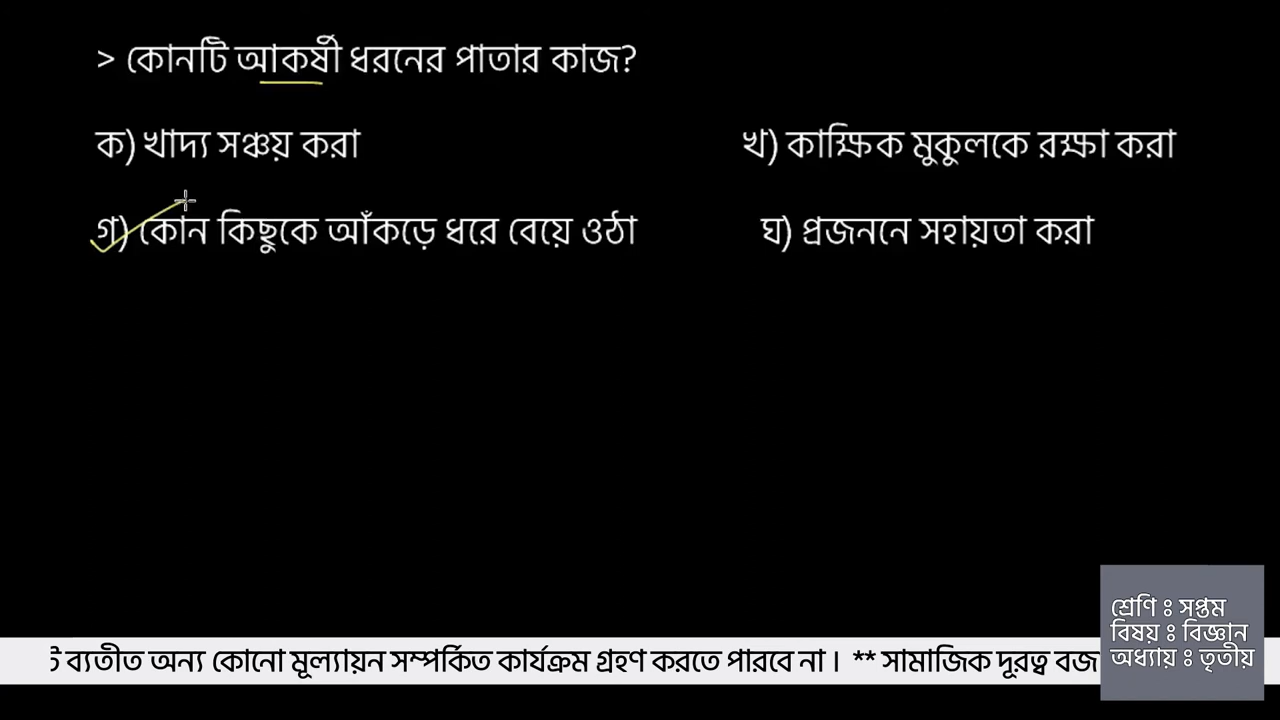 > কোনটি আকর্ষী ধরনের পাতার কাজ?
ক) খাদ্য সঞ্চয় করা
খ) কাক্ষিক মুকুলকে রক্ষা করা
গ) কোন কিছুকে আঁকড়ে ধরে বেয়ে ওঠা
ঘ) প্রজননে সহায়তা করা
শ্রেণি ঃ সপ্তম
বিষয় ঃ বিজ্ঞান
অধ্যায় ঃ তৃতীয়
ব্যতীত অন্য কোনো মূল্যায়ন সম্পর্কিত কার্যক্রম গ্রহণ করতে পারবে না। ** সামাজিক দূরত্ব বজ